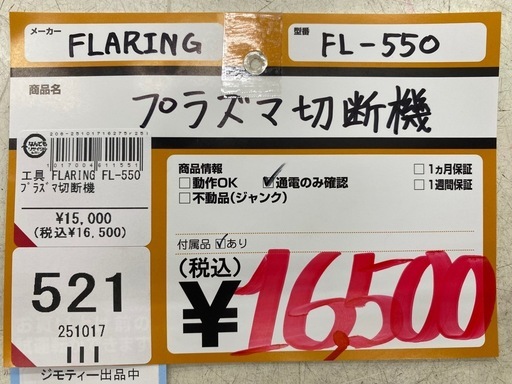 メーカー FLARING 型番 FL-550
商品名 プラズマ切断機
206-251017162757251
1017004611551
工具 FLARING FL-550
プラズマ切断機
¥15,000
(税込¥16,500)
商品情報
□動作OK ☑通電のみ確認
□不動品(ジャンク)
□1ヵ月保証
□1週間保証
付属品 ☑あり
(税込)
¥16,500
521
251017
III
ジモティー出品中